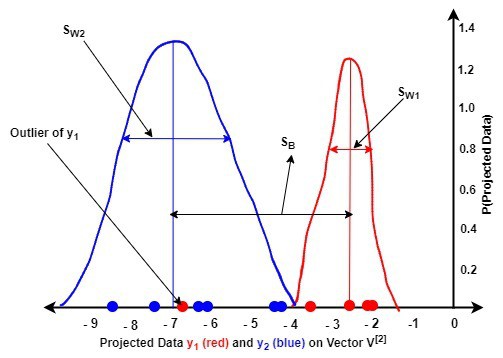 S_W2
1.4
1.2
S_W1
1.0
Outlier of y_1
S_B
0.8
0.6
0.4
0.2
P(Projected Data)
- 9 - 8 - 7 - 6 - 5 - 4 - 3 - 2 - 1 0
Projected Data y_1 (red) and y_2 (blue) on Vector V^[2]